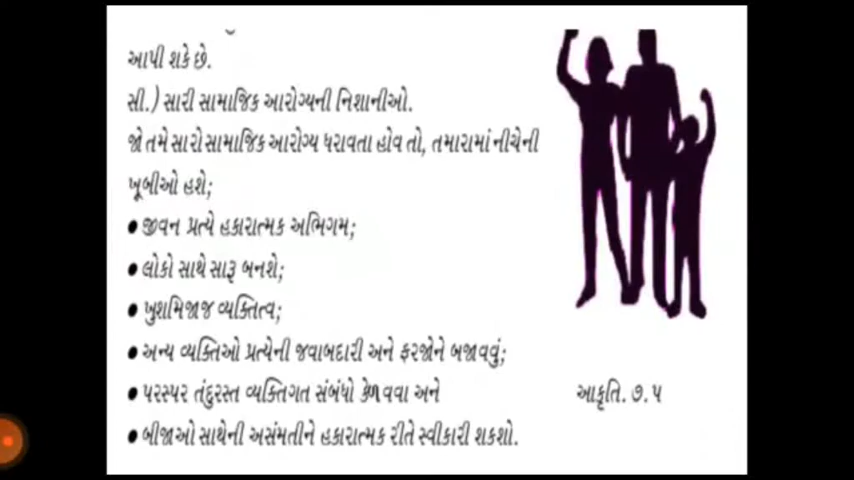 આપી શકે છે.
સી.) સારી સામાજિક આરોગ્યની નિશાનીઓ.
જો તમે સારો સામાજિક આરોગ્ય ધરાવતા હોવ તો, તમારામાં નીચેની
ખૂબીઓ હશે;
• જીવન પ્રત્યે હકારાત્મક અભિગમ;
• લોકો સાથે સારૂ બનશે;
• ખુશમિજાજ વ્યક્તિત્વ;
• અન્ય વ્યક્તિઓ પ્રત્યેની જવાબદારી અને ફરજોને બજાવવું;
• પરસ્પર તંદુરસ્ત વ્યક્તિગત સંબંધો કેળવવા અને
• બીજાઓ સાથેની અસંમતીને હકારાત્મક રીતે સ્વીકારી શકશો.
આકૃતિ. ૭.૫